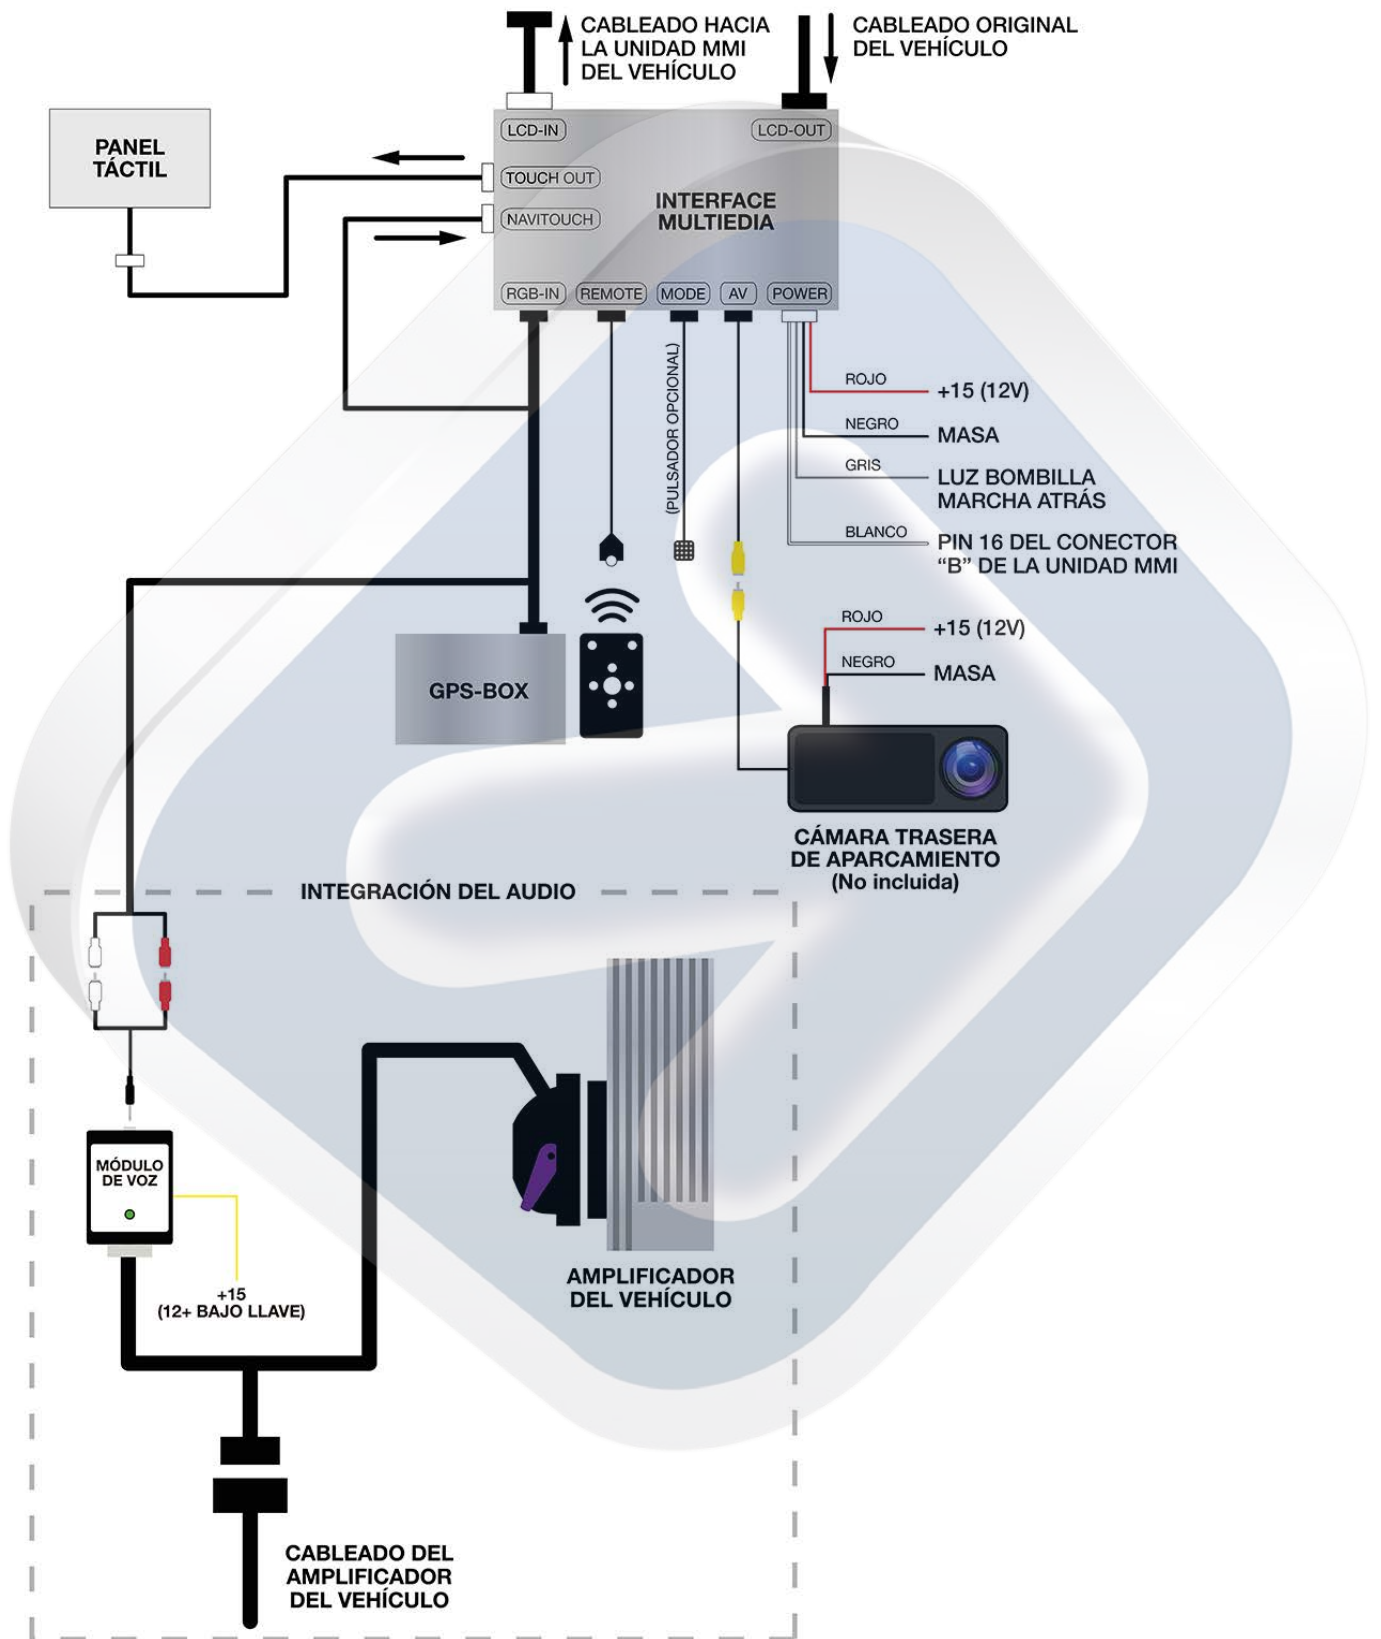 CABLEADO HACIA
LA UNIDAD MMI
DEL VEHÍCULO
CABLEADO ORIGINAL
DEL VEHÍCULO
PANEL
TÁCTIL
LCD-IN
LCD-OUT
TOUCH OUT
NAVITOUCH
INTERFACE
MULTIEDIA
RGB-IN
REMOTE
MODE
AV
POWER
(PULSADOR OPCIONAL)
ROJO
+15 (12V)
NEGRO
MASA
GRIS
LUZ BOMBILLA
MARCHA ATRÁS
BLANCO
PIN 16 DEL CONECTOR
“B” DE LA UNIDAD MMI
ROJO
+15 (12V)
NEGRO
MASA
GPS-BOX
CÁMARA TRASERA
DE APARCAMIENTO
(No incluida)
INTEGRACIÓN DEL AUDIO
MÓDULO
DE VOZ
+15
(12+ BAJO LLAVE)
AMPLIFICADOR
DEL VEHÍCULO
CABLEADO DEL
AMPLIFICADOR
DEL VEHÍCULO